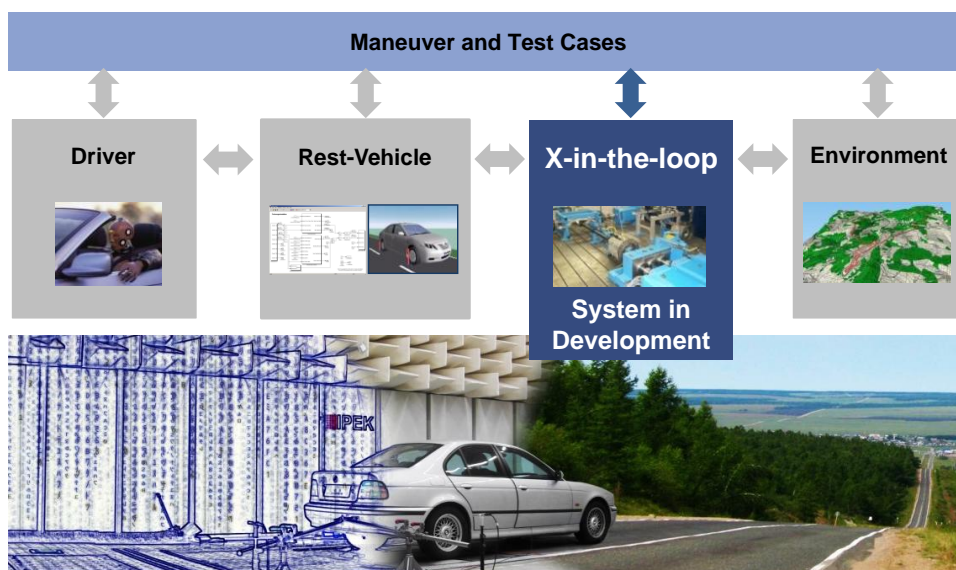 Maneuver and Test Cases
Driver
Rest-Vehicle
X-in-the-loop
Environment
System in
Development
IPEK